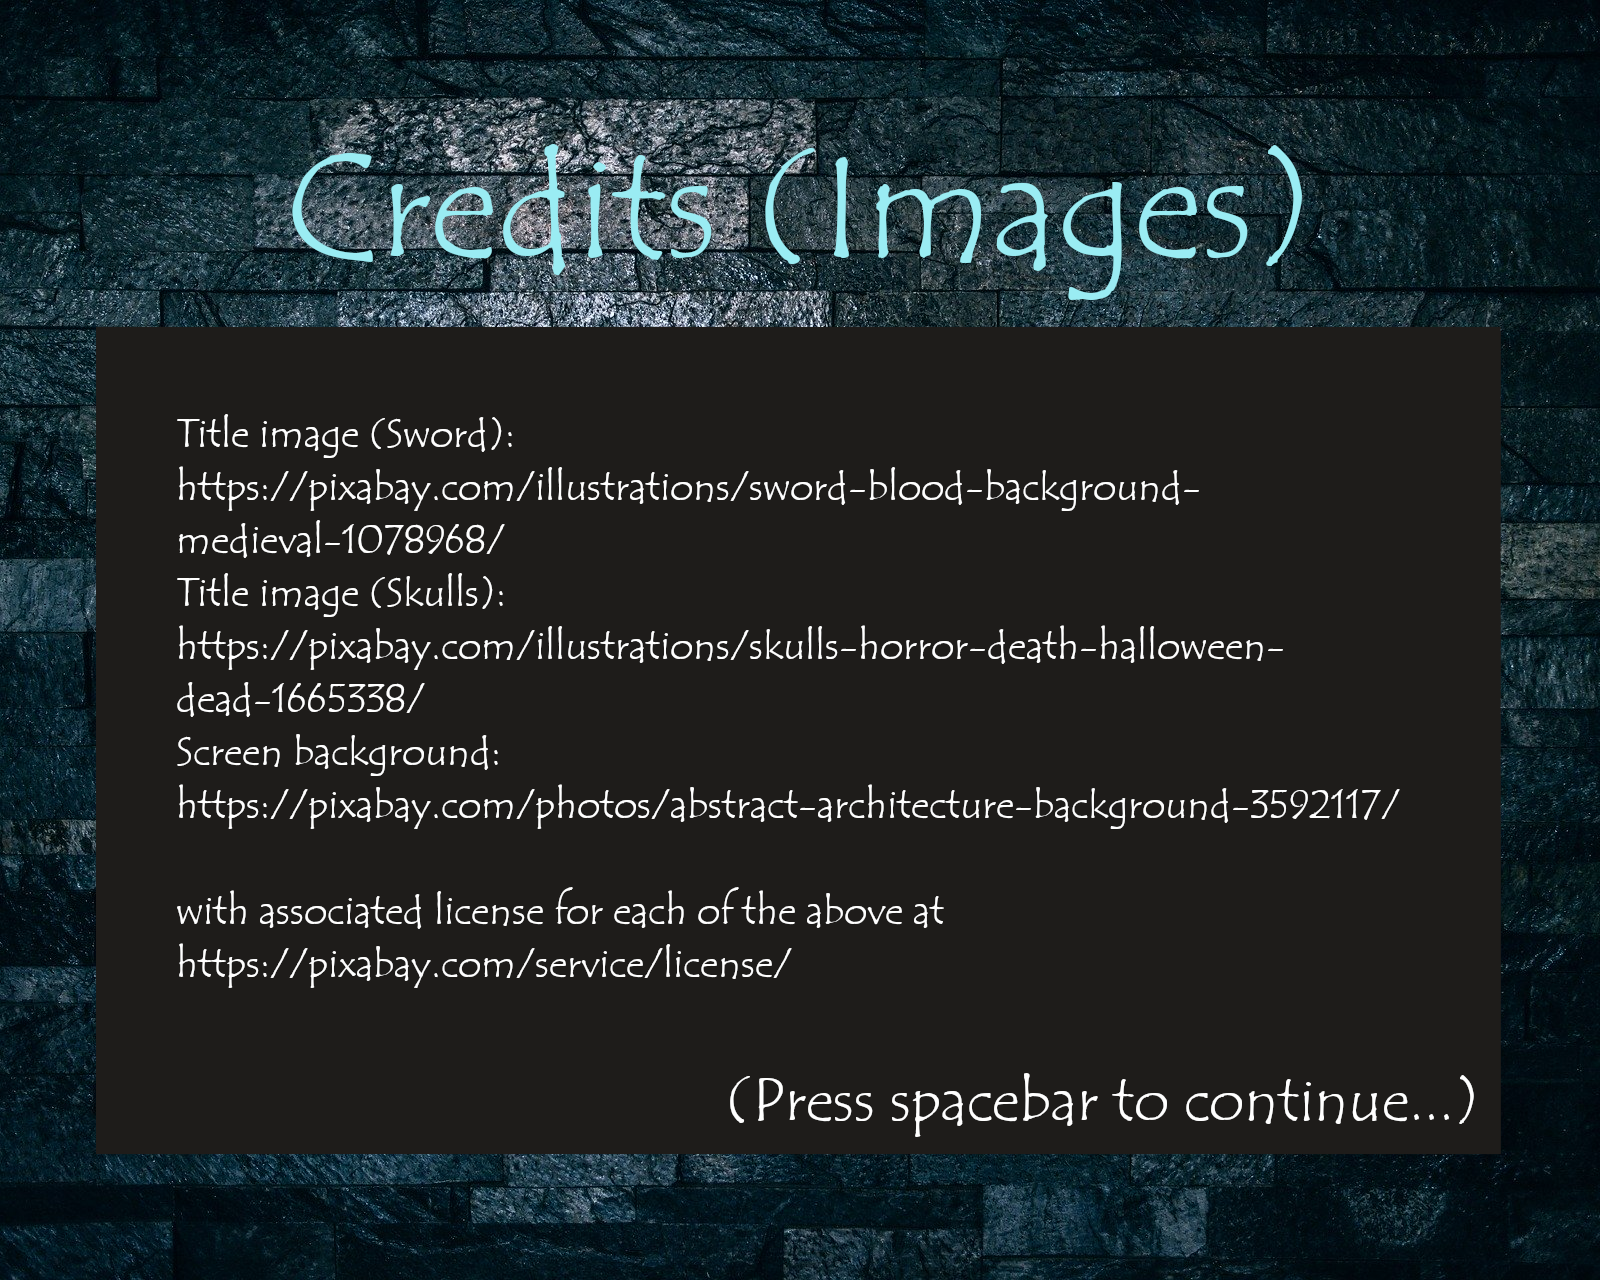 Credits (Images)
Title image (Sword):
https://pixabay.com/illustrations/sword-blood-background-
medieval-1078968/
Title image (Skulls):
https://pixabay.com/illustrations/skulls-horror-death-halloween-
dead-1665338/
Screen background:
https://pixabay.com/photos/abstract-architecture-background-3592117/
with associated license for each of the above at
https://pixabay.com/service/license/
(Press spacebar to continue...)